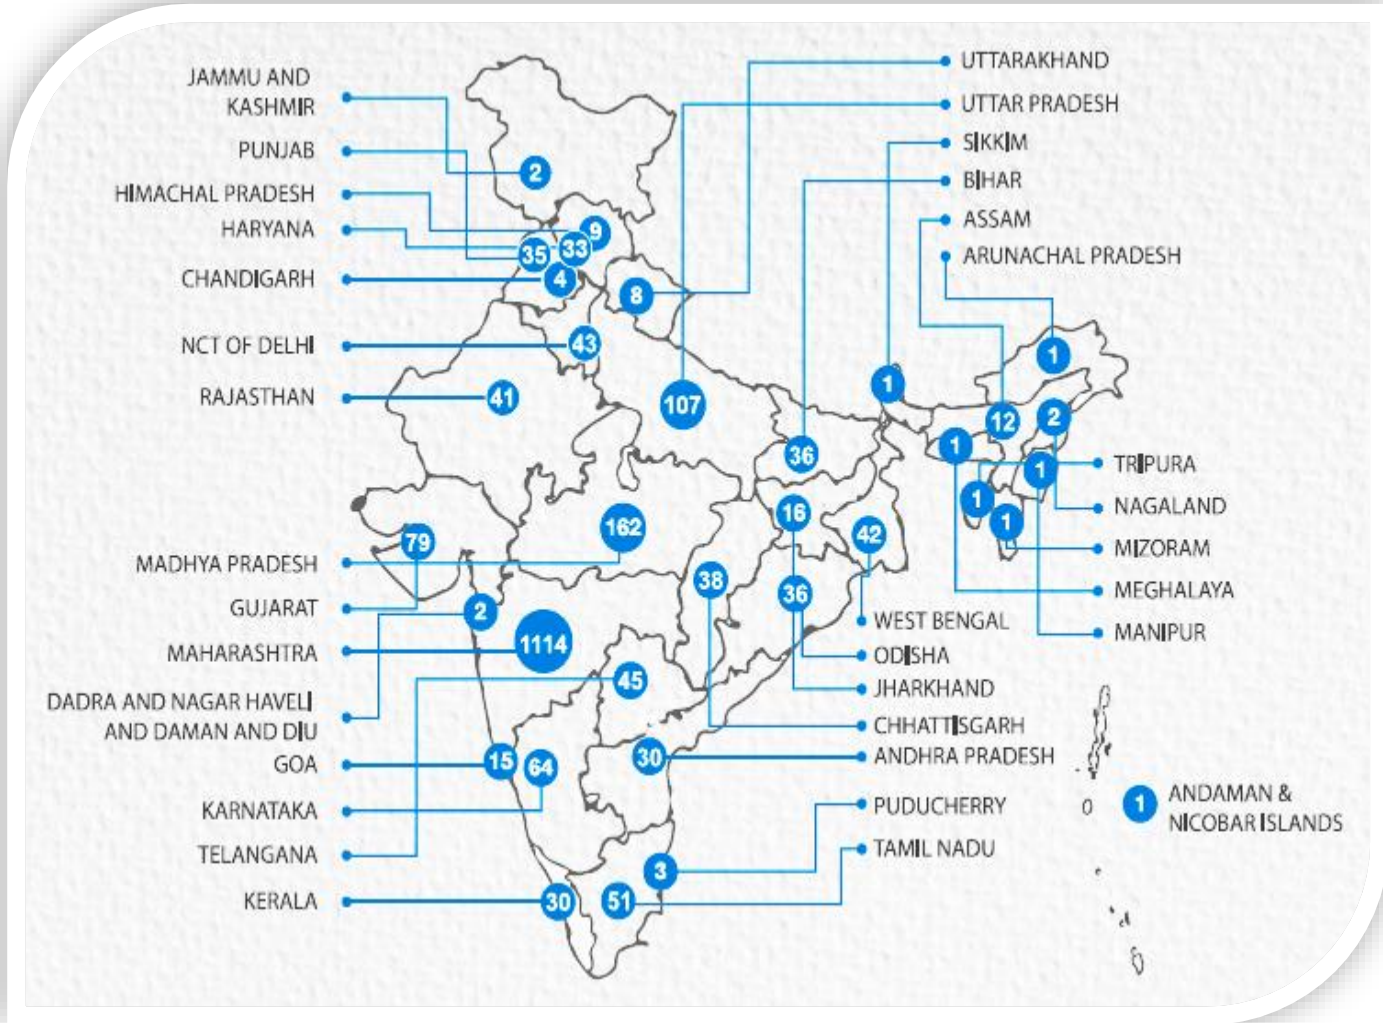 JAMMU AND
KASHMIR
PUNJAB
HIMACHAL PRADESH
HARYANA
CHANDIGARH
NCT OF DELHI
RAJASTHAN
MADHYA PRADESH
GUJARAT
MAHARASHTRA
DADRA AND NAGAR HAVELI
AND DAMAN AND DIU
GOA
KARNATAKA
TELANGANA
KERALA
2
9
33
35
4
8
43
41
107
1
1
12
2
1
36
1
1
1
16
162
42
79
38
36
2
1114
45
15
64
30
3
30
51
UTTARAKHAND
UTTAR PRADESH
SIKKIM
BIHAR
ASSAM
ARUNACHAL PRADESH
TRIPURA
NAGALAND
MIZORAM
MEGHALAYA
MANIPUR
WEST BENGAL
ODISHA
JHARKHAND
CHHATTISGARH
ANDHRA PRADESH
PUDUCHERRY
TAMIL NADU
1
ANDAMAN &
NICOBAR ISLANDS